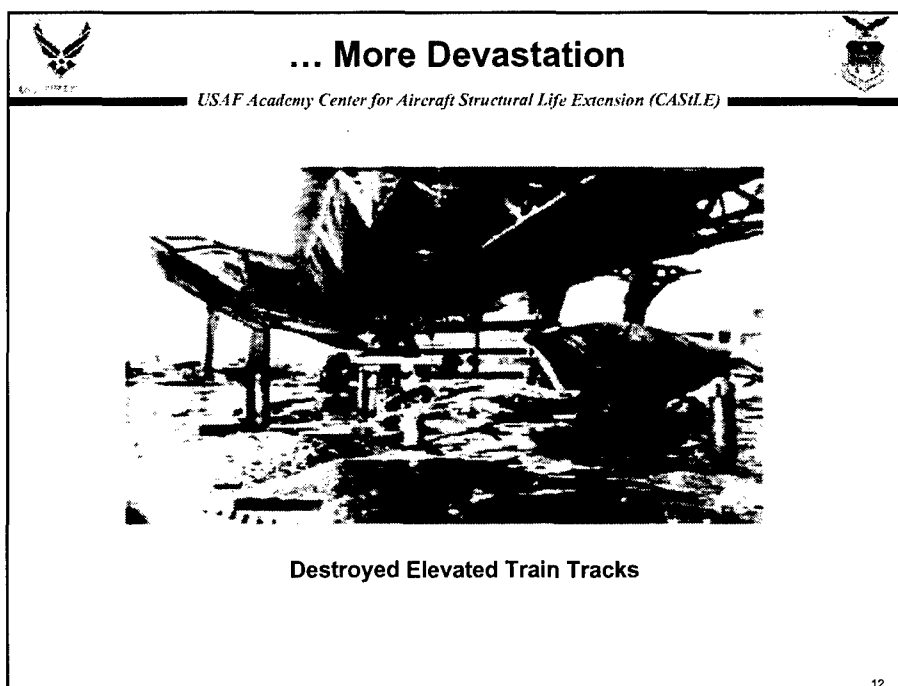 ... More Devastation
USAF Academy Center for Aircraft Structural Life Extension (CAStLE)
Destroyed Elevated Train Tracks
12